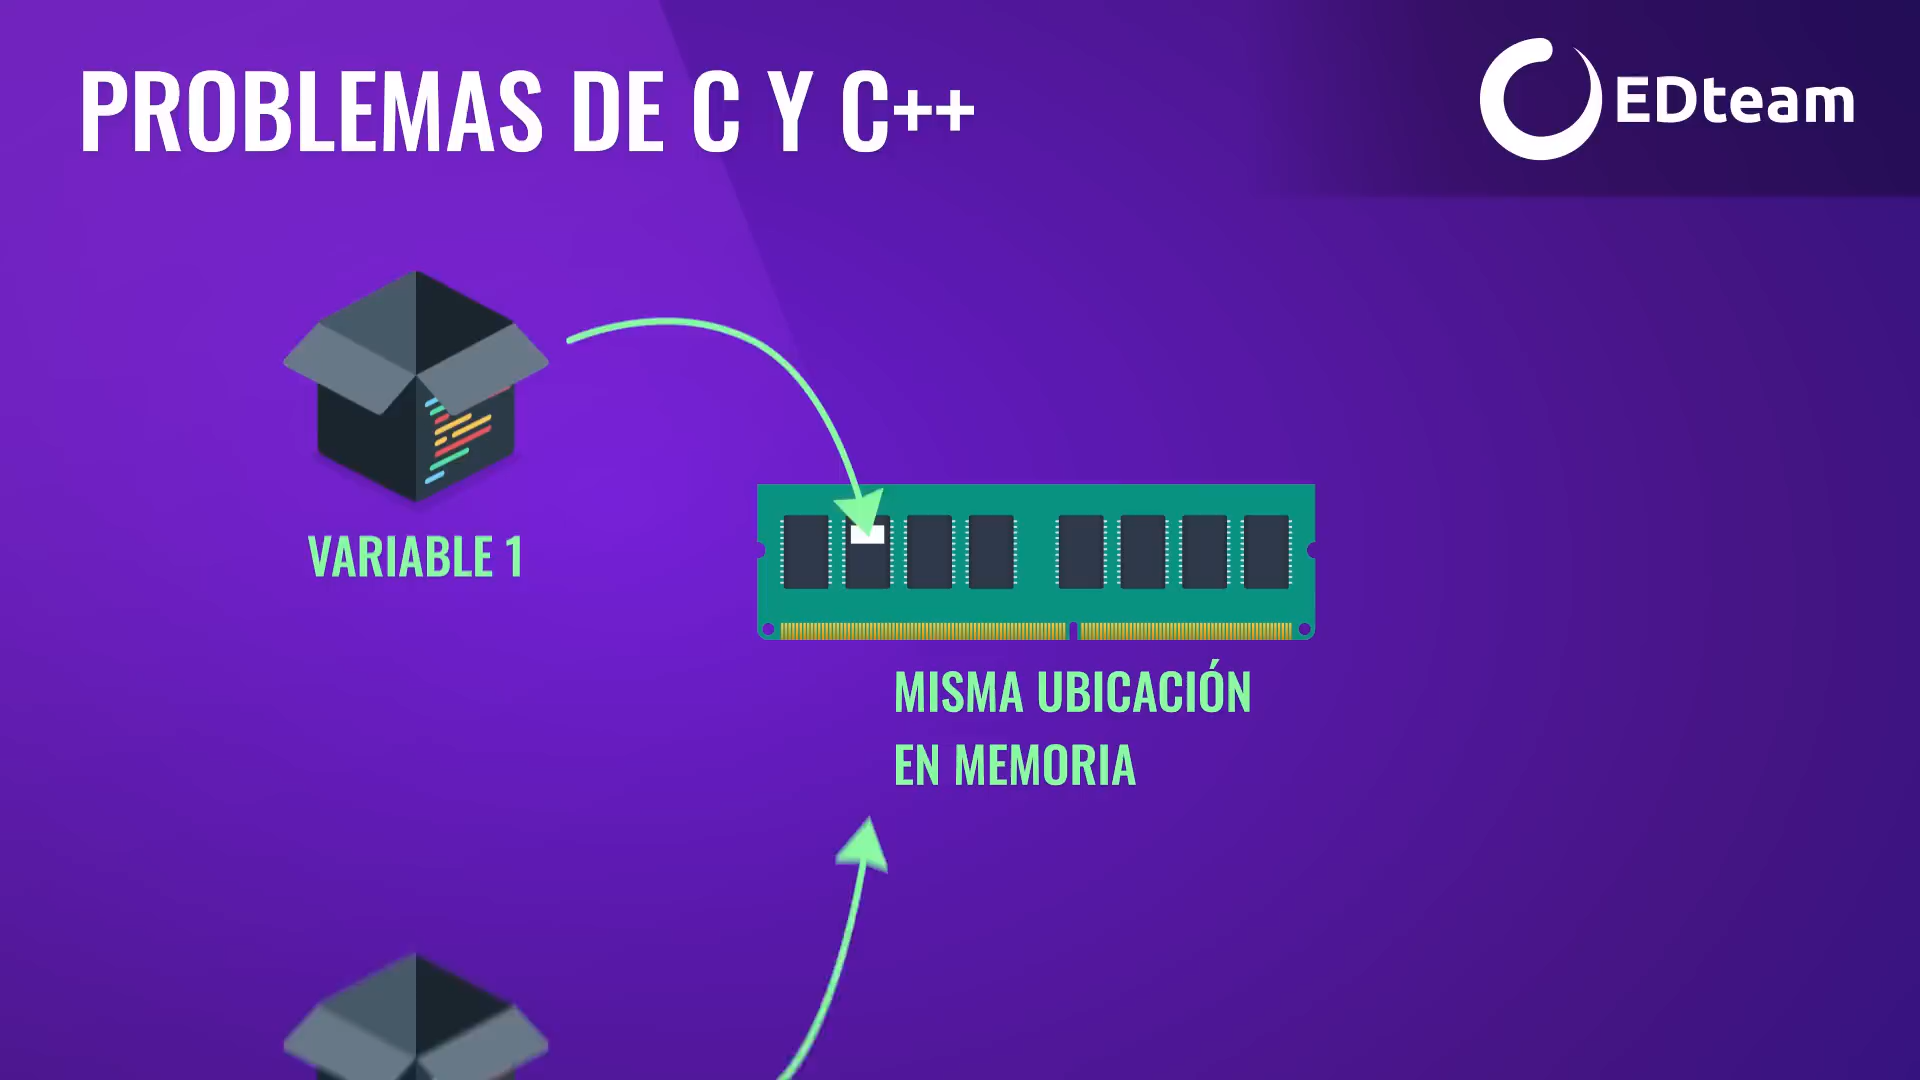 PROBLEMAS DE C Y C++
EDteam
VARIABLE 1
MISMA UBICACIÓN
EN MEMORIA